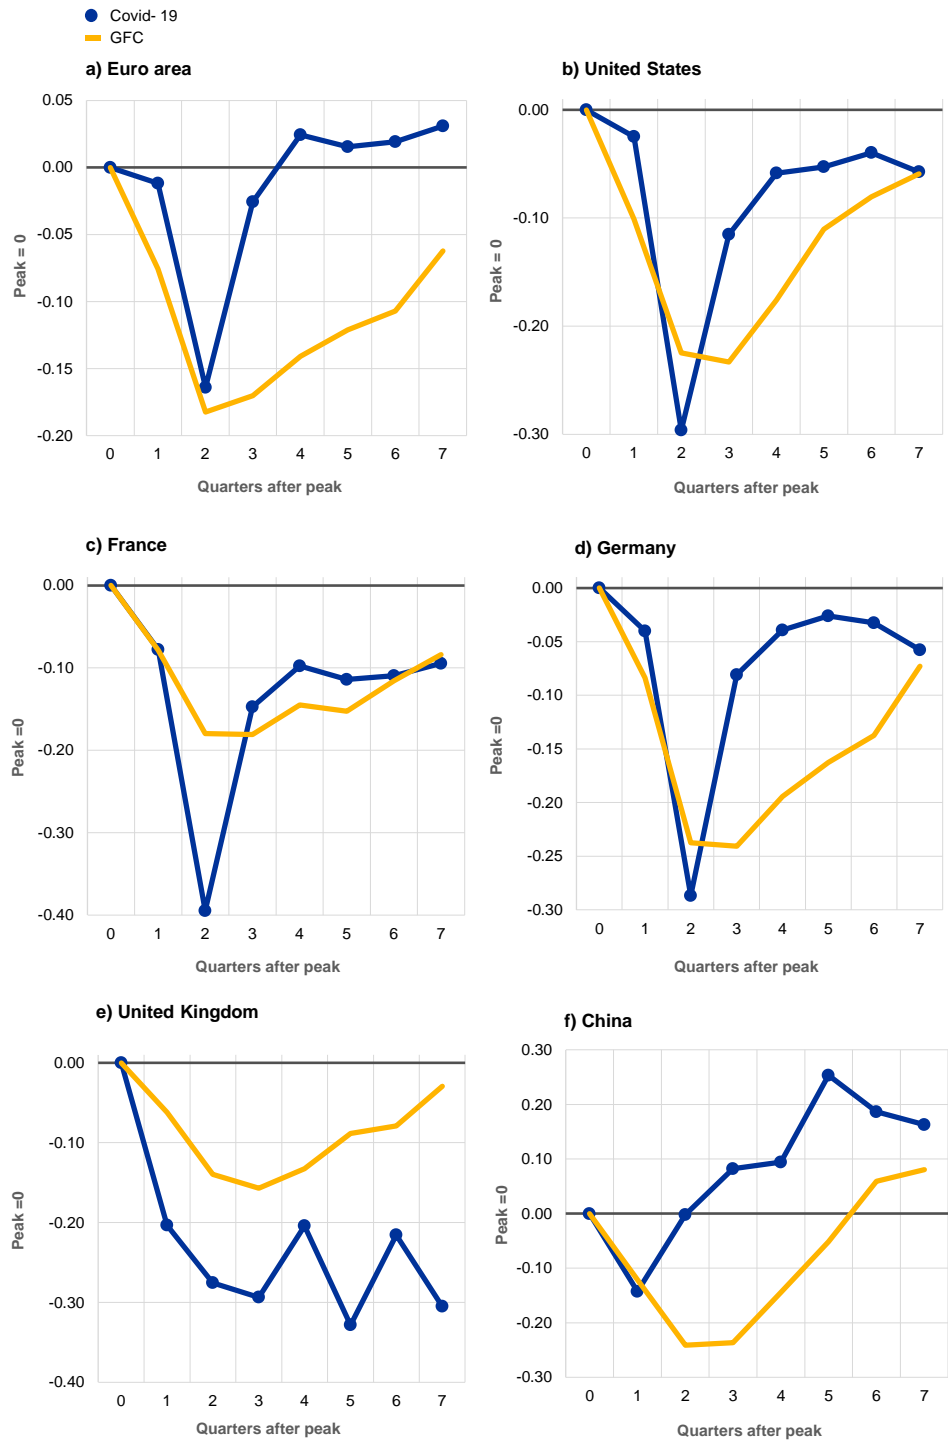 Covid- 19
GFC
a) Euro area
0.05
0.00
-0.05
-0.10
-0.15
-0.20
Peak = 0
0 1 2 3 4 5 6 7
Quarters after peak
b) United States
0.00
-0.10
-0.20
-0.30
Peak = 0
0 1 2 3 4 5 6 7
Quarters after peak
c) France
0.00
-0.10
-0.20
-0.30
-0.40
Peak =0
0 1 2 3 4 5 6 7
Quarters after peak
d) Germany
0.00
-0.05
-0.10
-0.15
-0.20
-0.25
-0.30
Peak =0
0 1 2 3 4 5 6 7
Quarters after peak
e) United Kingdom
0.00
-0.10
-0.20
-0.30
-0.40
Peak =0
0 1 2 3 4 5 6 7
Quarters after peak
f) China
0.30
0.20
0.10
0.00
-0.10
-0.20
-0.30
Peak =0
0 1 2 3 4 5 6 7
Quarters after peak